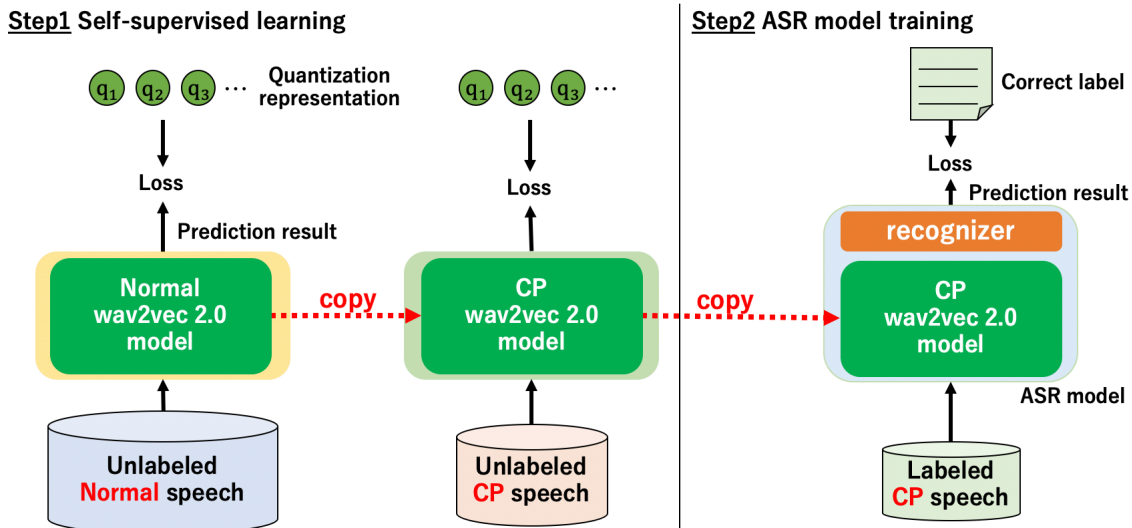 Step1 Self-supervised learning
q1 q2 q3 ...
Quantization
representation
Loss
Prediction result
Normal
wav2vec 2.0
model
Unlabeled
Normal speech
copy
q1 q2 q3 ...
Loss
CP
wav2vec 2.0
model
Unlabeled
CP speech
copy
Step2 ASR model training
Correct label
Loss
Prediction result
recognizer
CP
wav2vec 2.0
model
ASR model
Labeled
CP speech